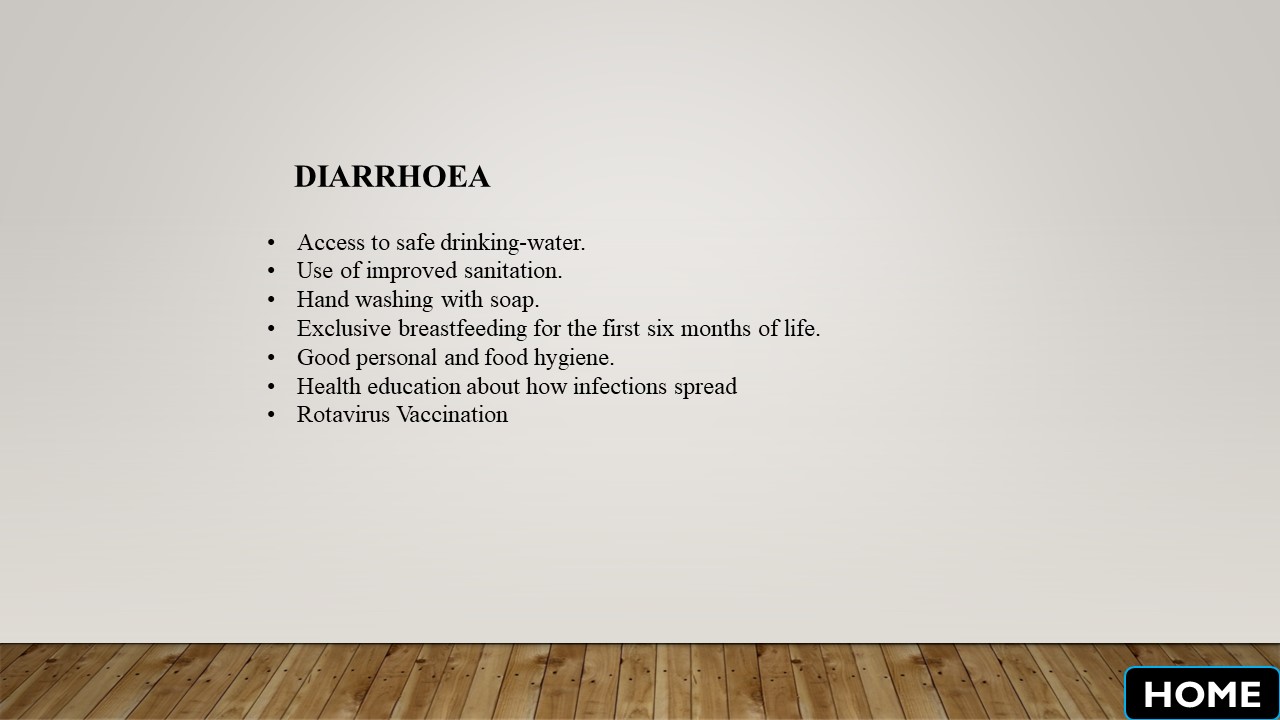 DIARRHOEA
• Access to safe drinking-water.
• Use of improved sanitation.
• Hand washing with soap.
• Exclusive breastfeeding for the first six months of life.
• Good personal and food hygiene.
• Health education about how infections spread
• Rotavirus Vaccination
HOME